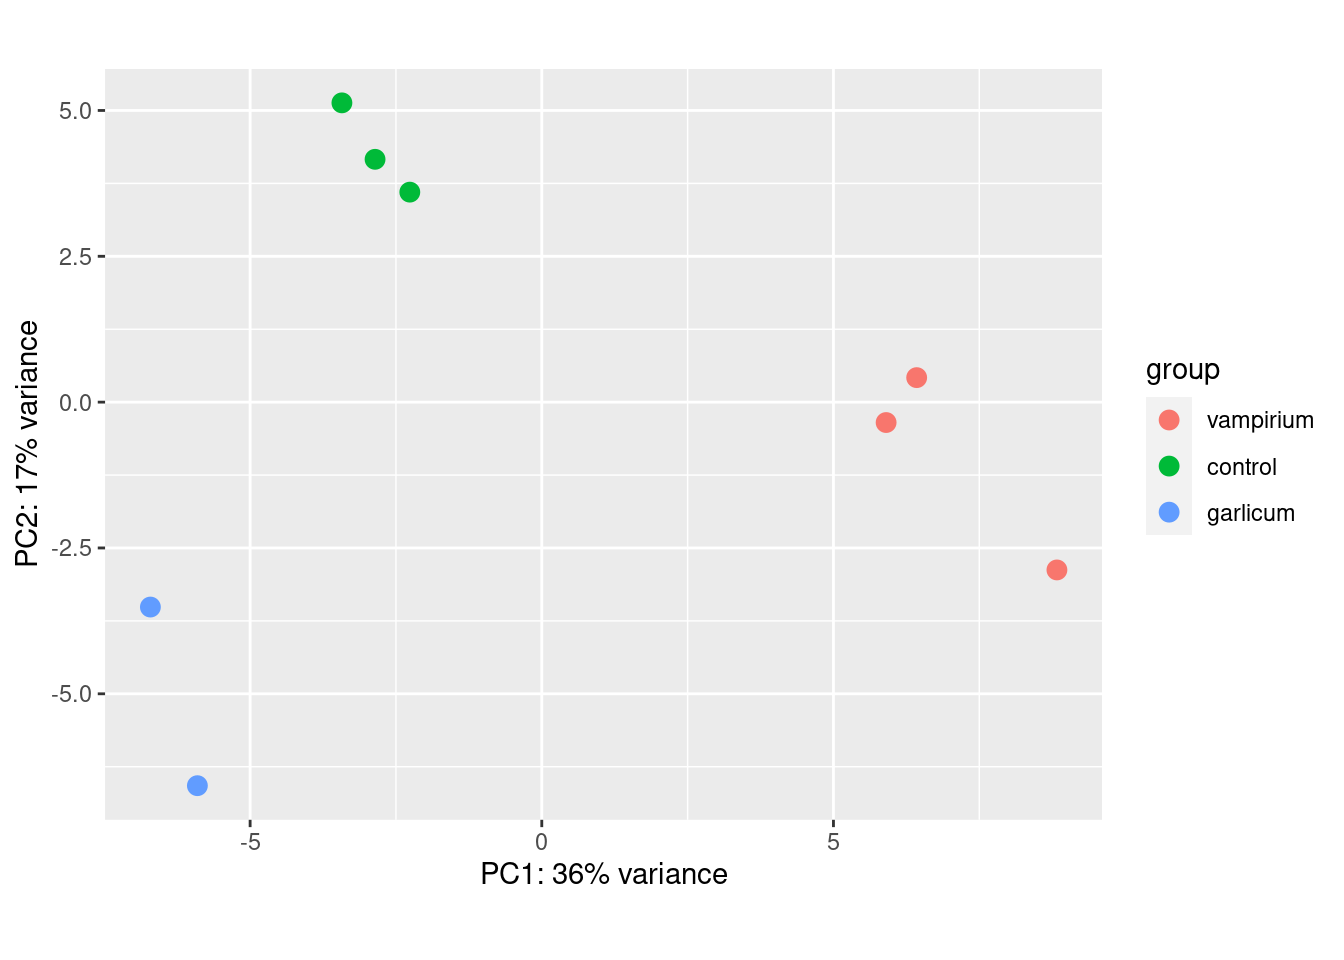 5.0
2.5
0.0
-2.5
-5.0
PC2: 17% variance
-5
0
5
PC1: 36% variance
group
vampirium
control
garlicum